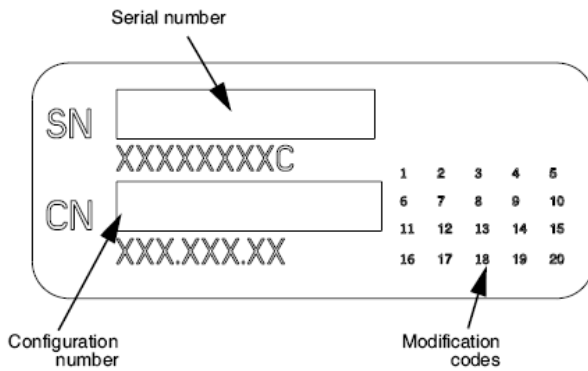 Serial number
SN
XXXXXXXXC
CN
XXX.XXX.XX
1 2 3 4 5
6 7 8 9 10
11 12 13 14 15
16 17 18 19 20
Configuration
number
Modification
codes